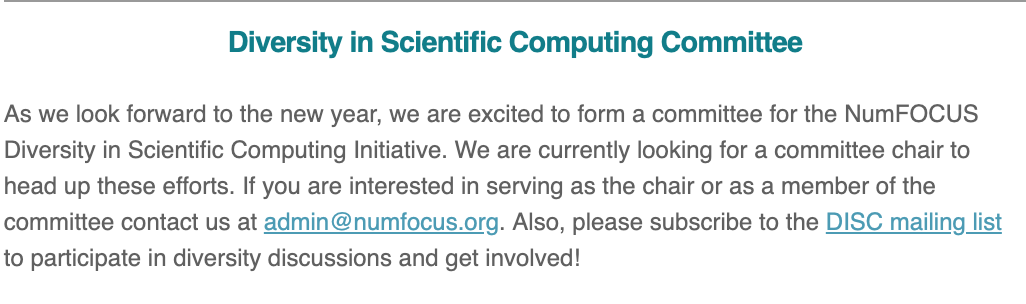 Diversity in Scientific Computing Committee
As we look forward to the new year, we are excited to form a committee for the NumFOCUS
Diversity in Scientific Computing Initiative. We are currently looking for a committee chair to
head up these efforts. If you are interested in serving as the chair or as a member of the
committee contact us at admin@numfocus.org. Also, please subscribe to the DISC mailing list
to participate in diversity discussions and get involved!